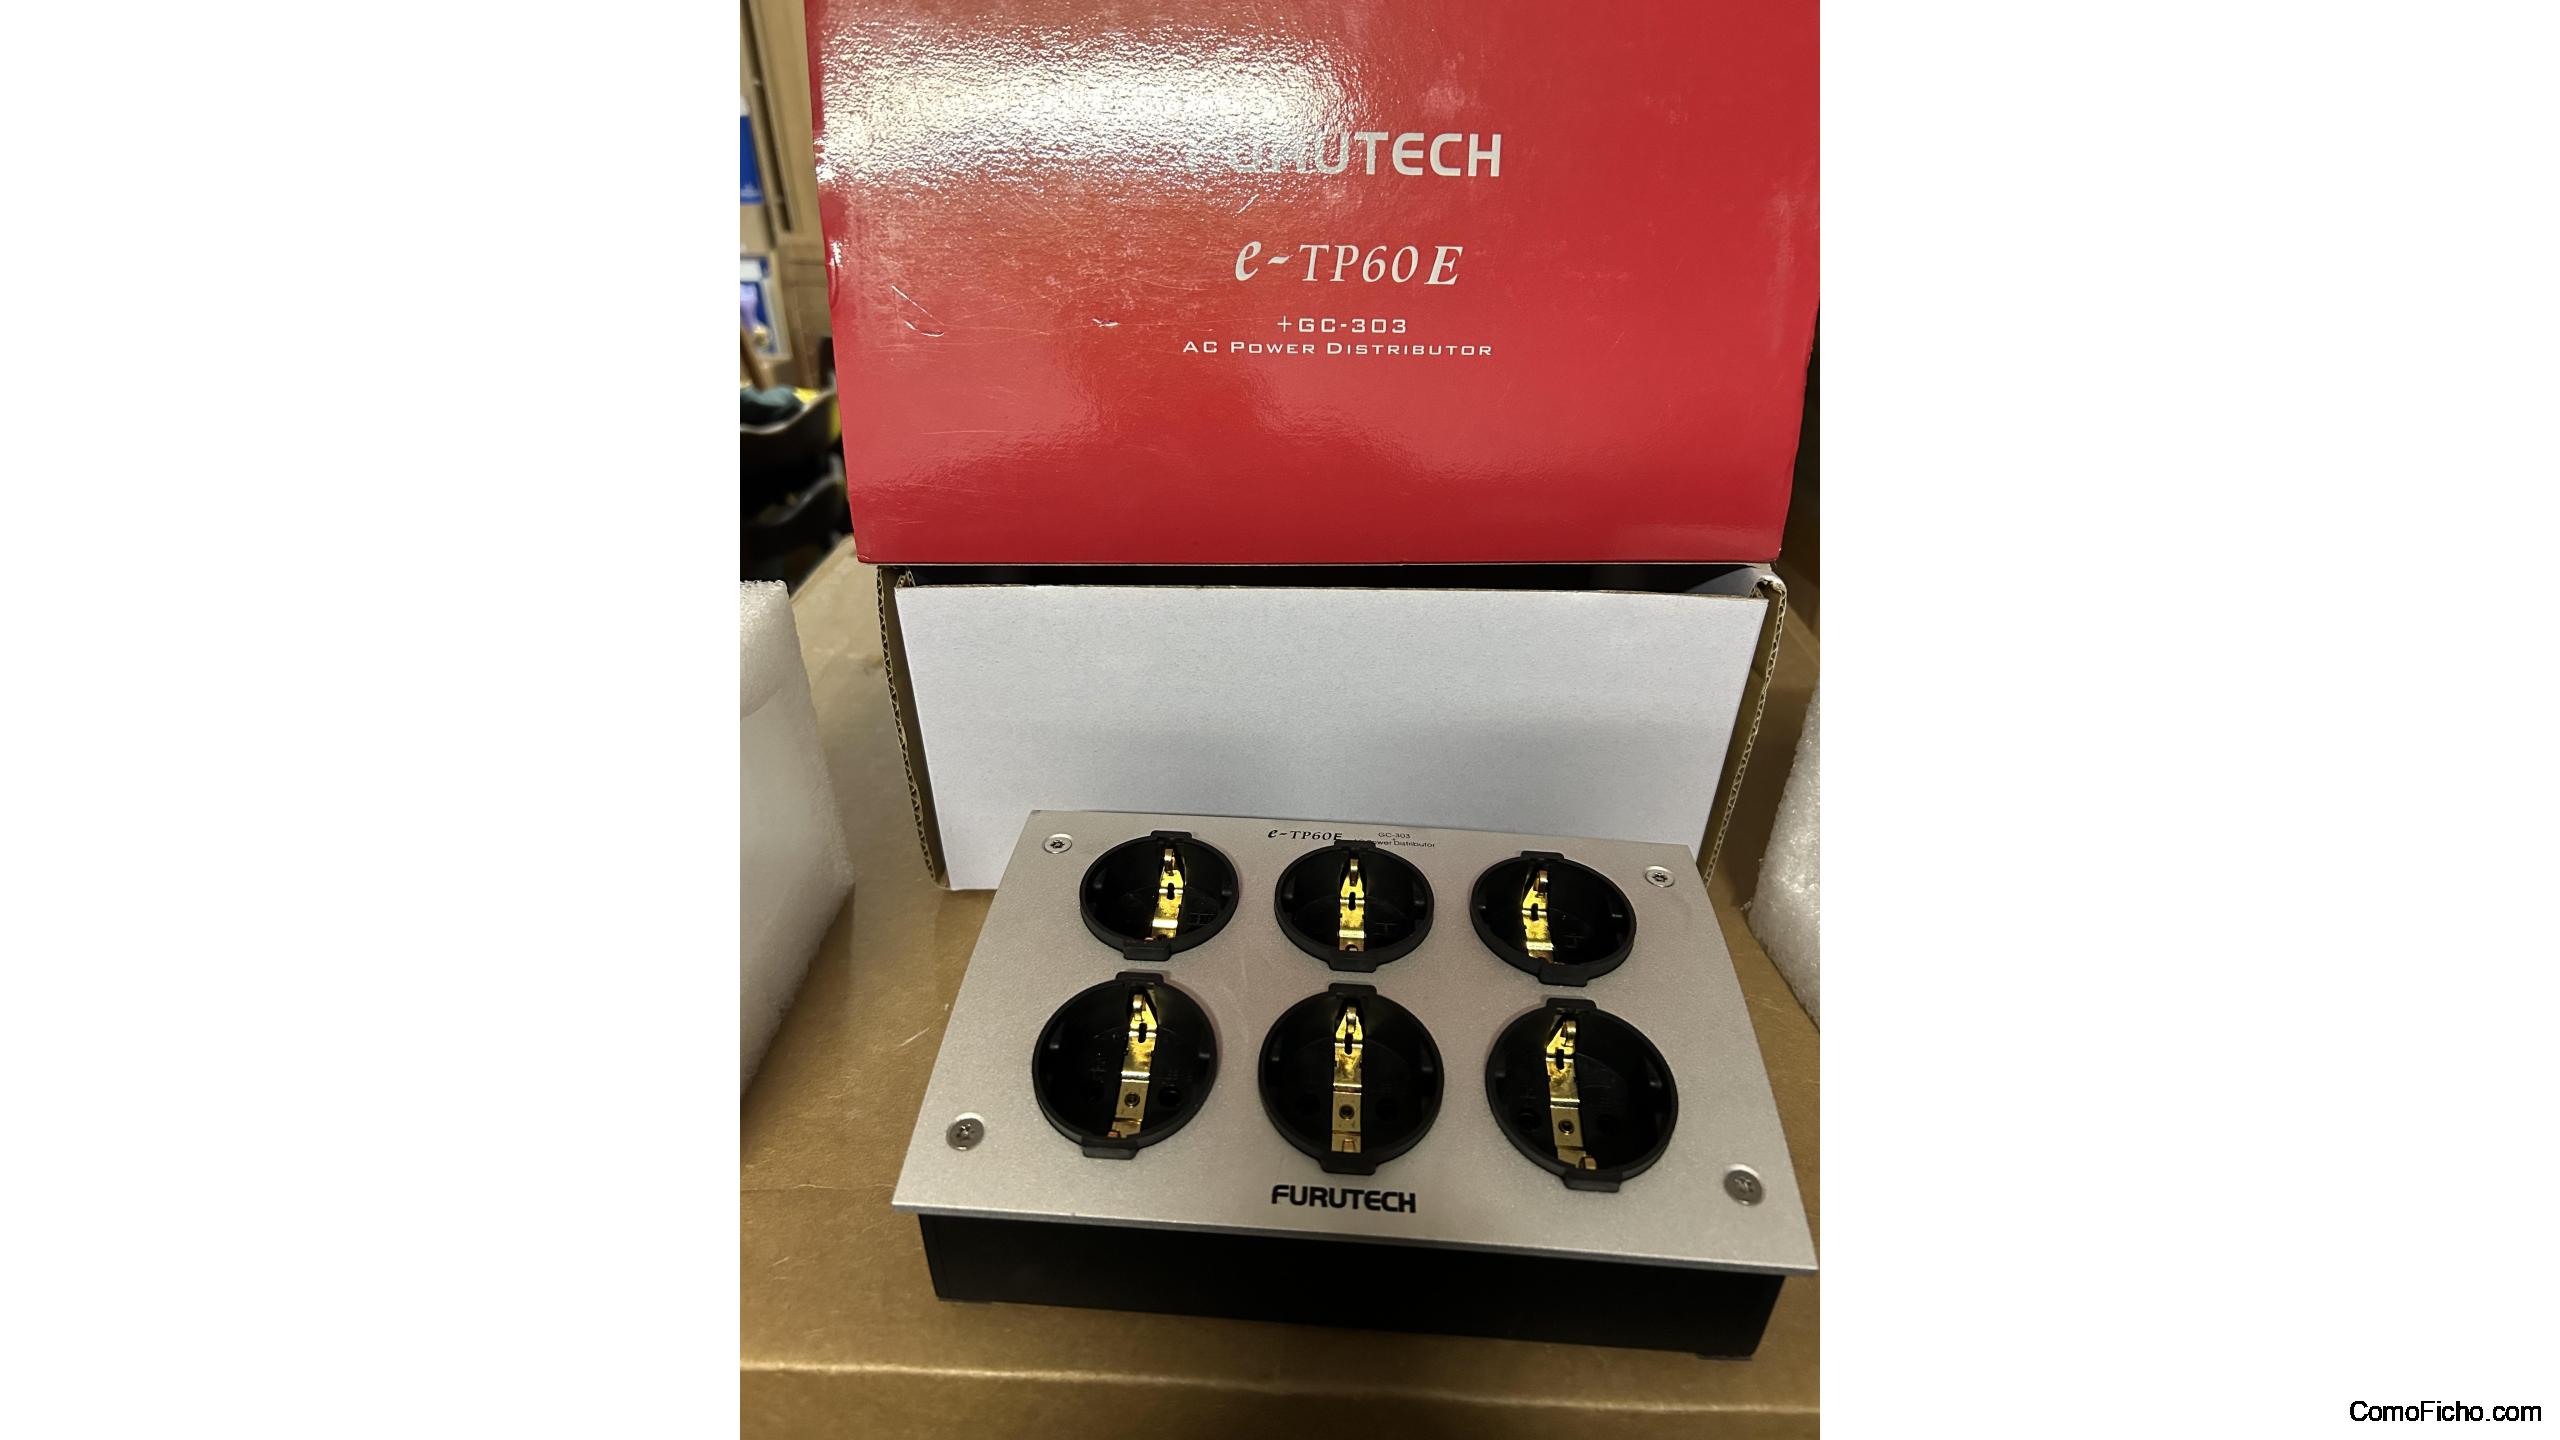 FURUTECH
e-TP60E
+GC-303
AC POWER DISTRIBUTOR
e-TP60E
GC-303
Power Distributor
FURUTECH
ComoFicho.com